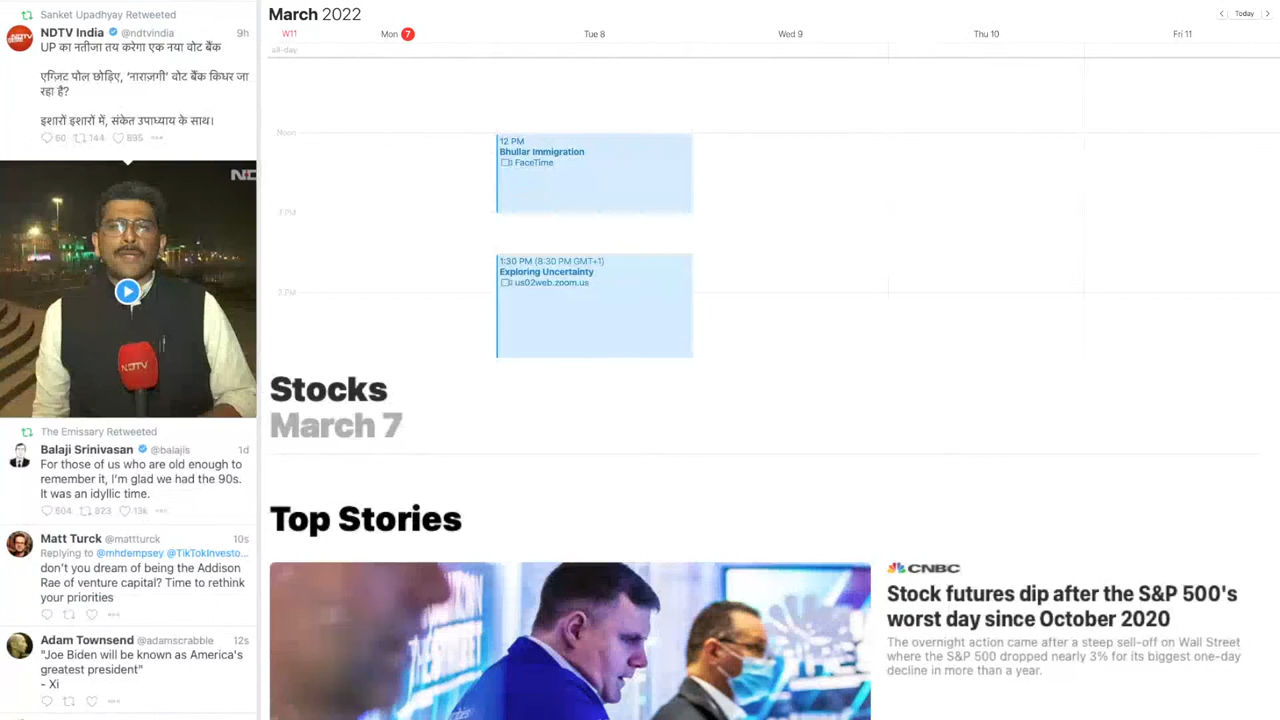 Sanket Upadhyay Retweeted
NDTV India @ndtvindia 9h
UP का नतीजा तय करेगा एक नया वोट बैंक
एग्ज़िट पोल छोड़िए, ‘नाराज़गी’ वोट बैंक किधर जा
रहा है?
इशारों इशारों में, संकेत उपाध्याय के साथ।
60 144 895
NDTV
The Emissary Retweeted
Balaji Srinivasan @balajis 1d
For those of us who are old enough to
remember it, I'm glad we had the 90s.
It was an idyllic time.
604 823 13k
Matt Turck @mattturck 10s
Replying to @mhdempsey @TikTokInvesto...
don't you dream of being the Addison
Rae of venture capital? Time to rethink
your priorities
Adam Townsend @adamscrabble 12s
"Joe Biden will be known as America's
greatest president"
- Xi
March 2022
Today
W11 Mon 7 Tue 8 Wed 9 Thu 10 Fri 11
all-day
Noon
12 PM
Bhullar Immigration
FaceTime
1 PM
1:30 PM (8:30 PM GMT+1)
Exploring Uncertainty
us02web.zoom.us
2 PM
Stocks
March 7
Top Stories
CNBC
Stock futures dip after the S&P 500's
worst day since October 2020
The overnight action came after a steep sell-off on Wall Street
where the S&P 500 dropped nearly 3% for its biggest one-day
decline in more than a year.